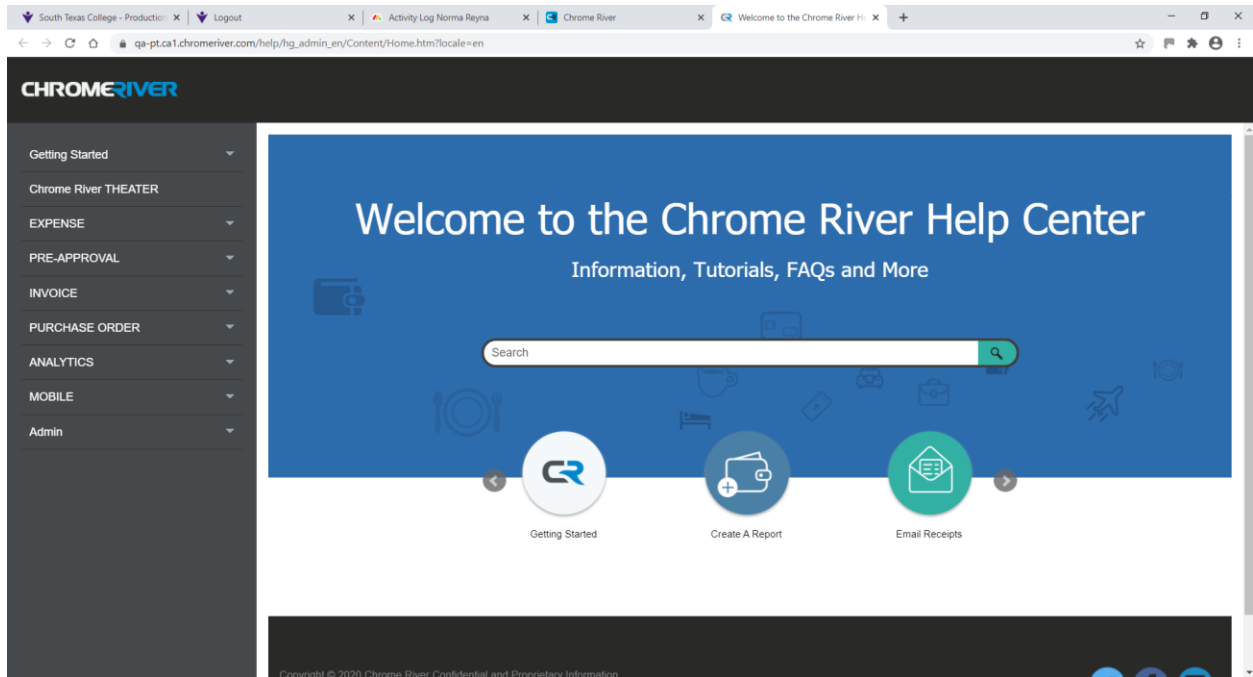 South Texas College - Production
Logout
Activity Log Norma Reyna
Chrome River
Welcome to the Chrome River H
qa-pt.ca1.chromeriver.com/help/hg_admin_en/Content/Home.htm?locale=en
CHROMERIVER
Getting Started
Chrome River THEATER
EXPENSE
PRE-APPROVAL
INVOICE
PURCHASE ORDER
ANALYTICS
MOBILE
Admin
Welcome to the Chrome River Help Center
Information, Tutorials, FAQs and More
Search
CR
Getting Started
Create A Report
Email Receipts
Copyright © 2020 Chrome River Confidential and Proprietary Information